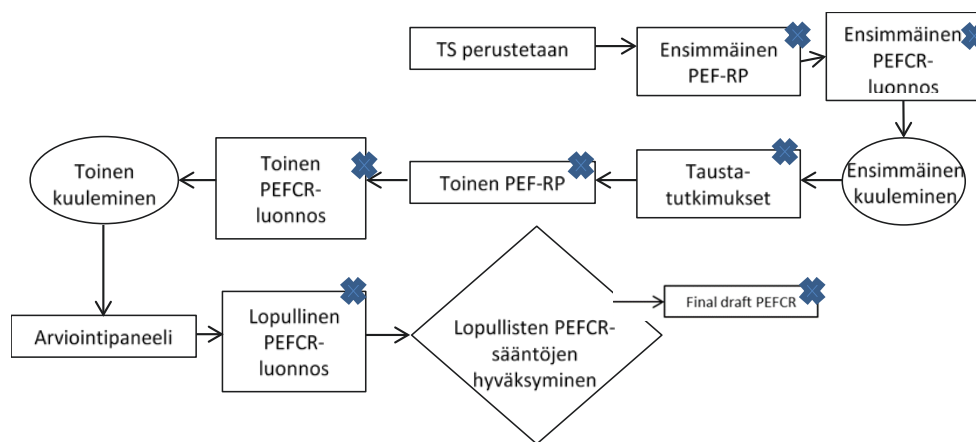 TS perustetaan
Ensimmäinen
PEF-RP
Ensimmäinen
PEFCR-
luonnos
Ensimmäinen
kuuleminen
Tausta-
tutkimukset
Toinen PEF-RP
Toinen
PEFCR-
luonnos
Toinen
kuuleminen
Arviointipaneeli
Lopullinen
PEFCR-
luonnos
Lopullisten PEFCR-
sääntöjen
hyväksyminen
Final draft PEFCR